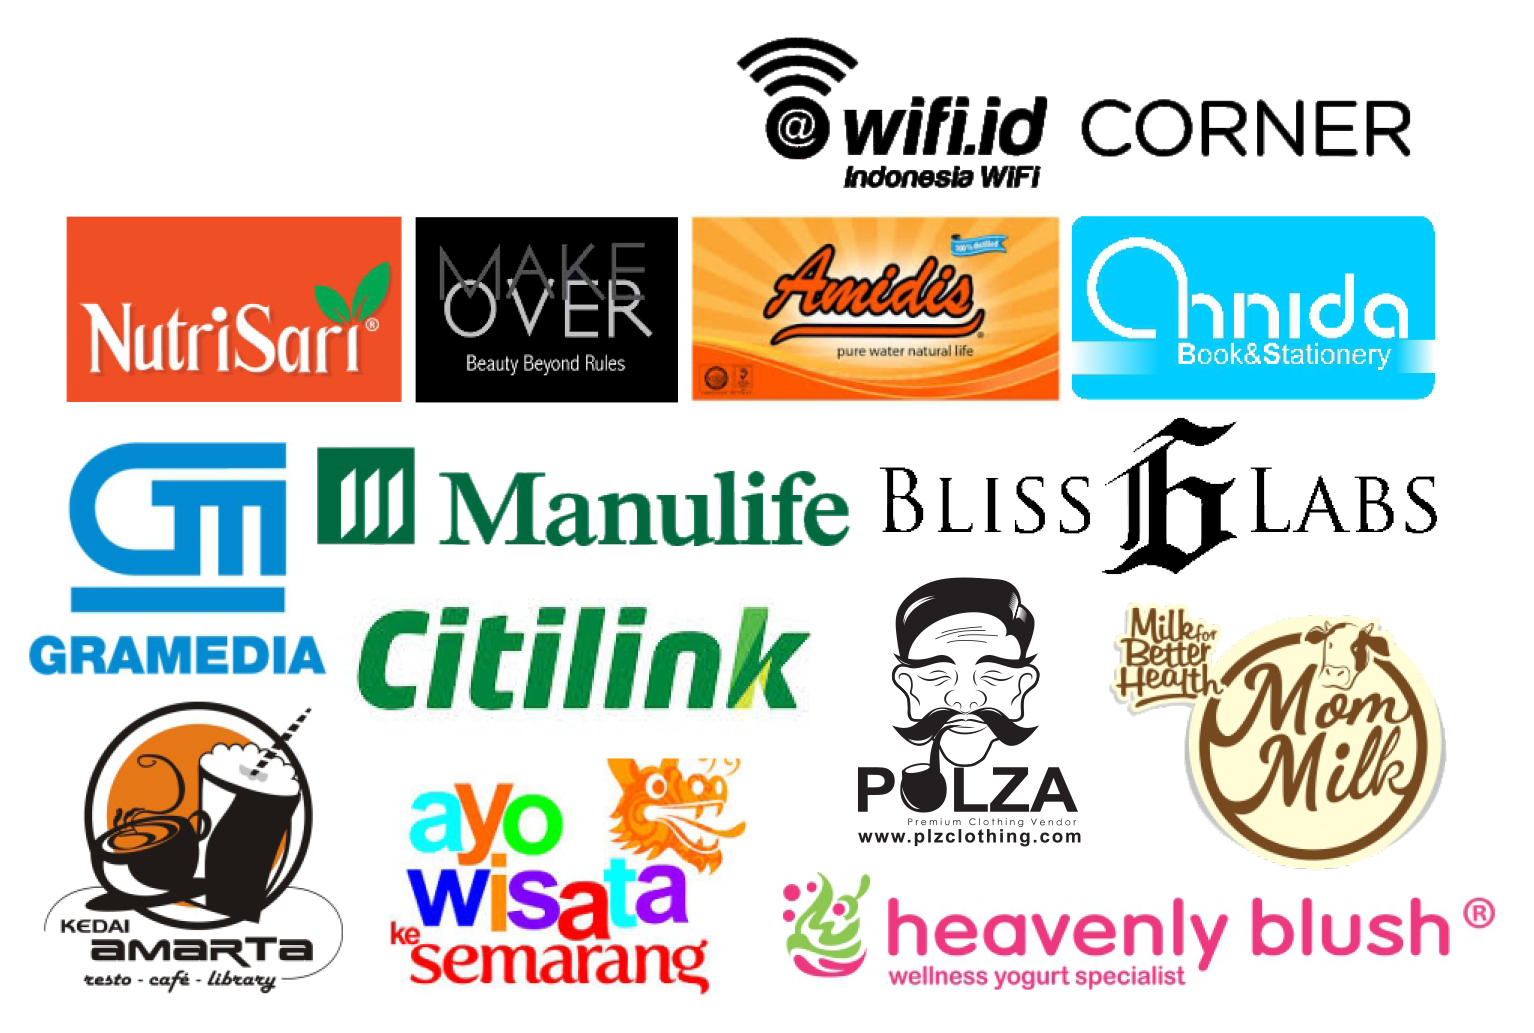 @wifi.id CORNER
Indonesia WiFi
NutriSari®
MAKE
OVER
Beauty Beyond Rules
100% distilled
Amidis®
pure water natural life
annida
Book&Stationery
GRAMEDIA
Manulife
BLISS LABS
Citilink
POLZA
Premium Clothing Vendor
www.plzclothing.com
Milk for
Better
Health
Mom
Milk
KEDAI
amarta
resto - café - library
ayo
wisata
ke
semarang
heavenly blush®
wellness yogurt specialist